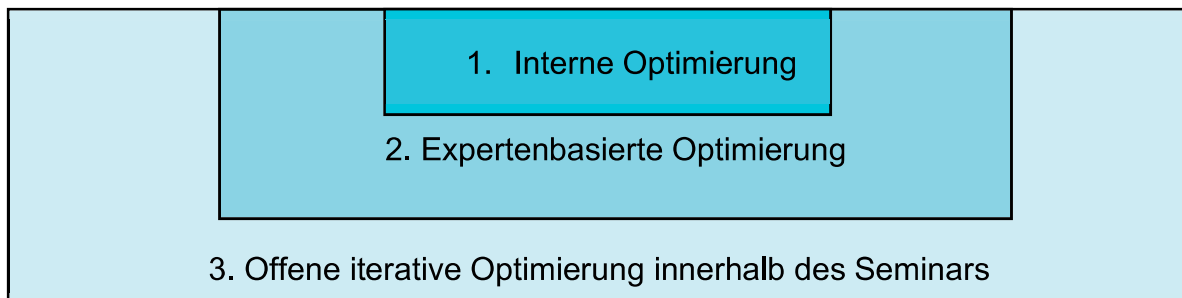 1. Interne Optimierung
2. Expertenbasierte Optimierung
3. Offene iterative Optimierung innerhalb des Seminars